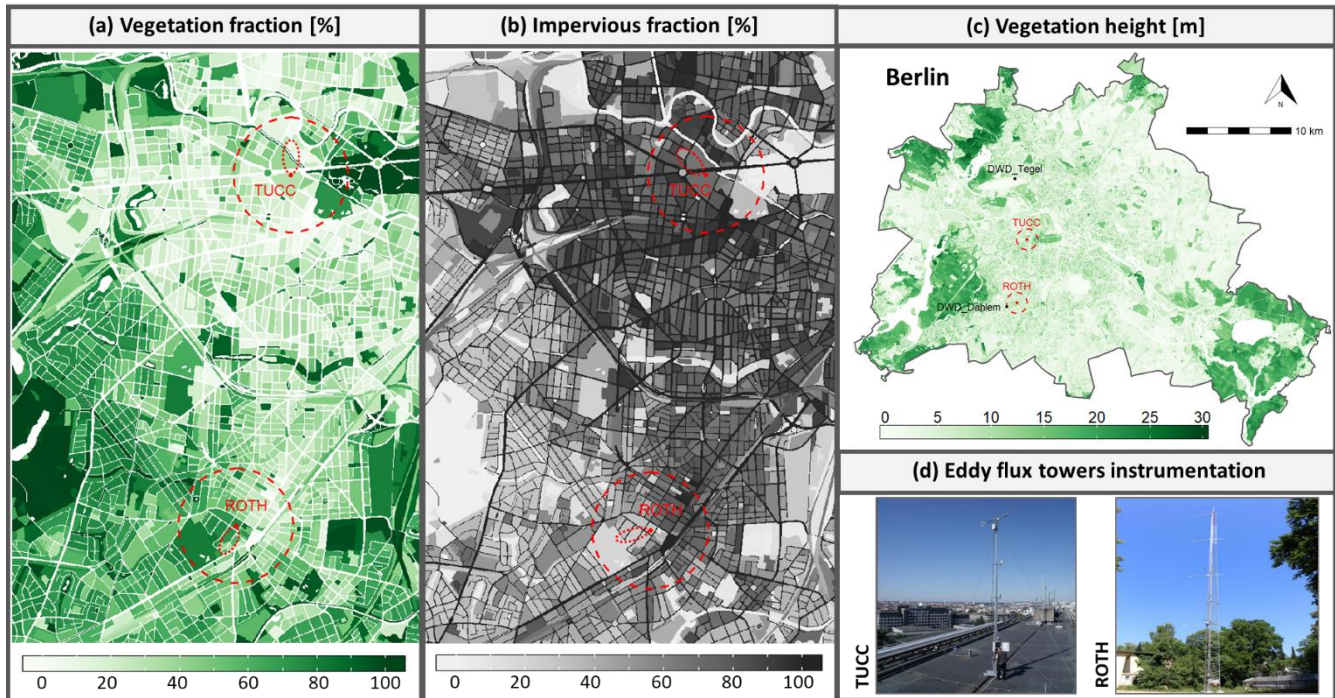 (a) Vegetation fraction [%]
TUCC
ROTH
0 20 40 60 80 100
(b) Impervious fraction [%]
TUCC
ROTH
0 20 40 60 80 100
(c) Vegetation height [m]
Berlin
N
10 km
DWD_Tegel
TUCC
ROTH
DWD_Dahlem
0 5 10 15 20 25 30
(d) Eddy flux towers instrumentation
TUCC
ROTH